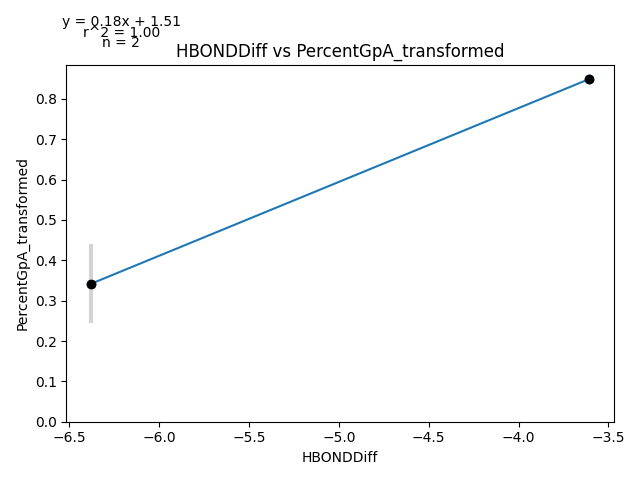 y = 0.18x + 1.51
r^2 = 1.00
n = 2
HBONDDiff vs PercentGpA_transformed
PercentGpA_transformed
0.8
0.7
0.6
0.5
0.4
0.3
0.2
0.1
0.0
−6.5 −6.0 −5.5 −5.0 −4.5 −4.0 −3.5
HBONDDiff